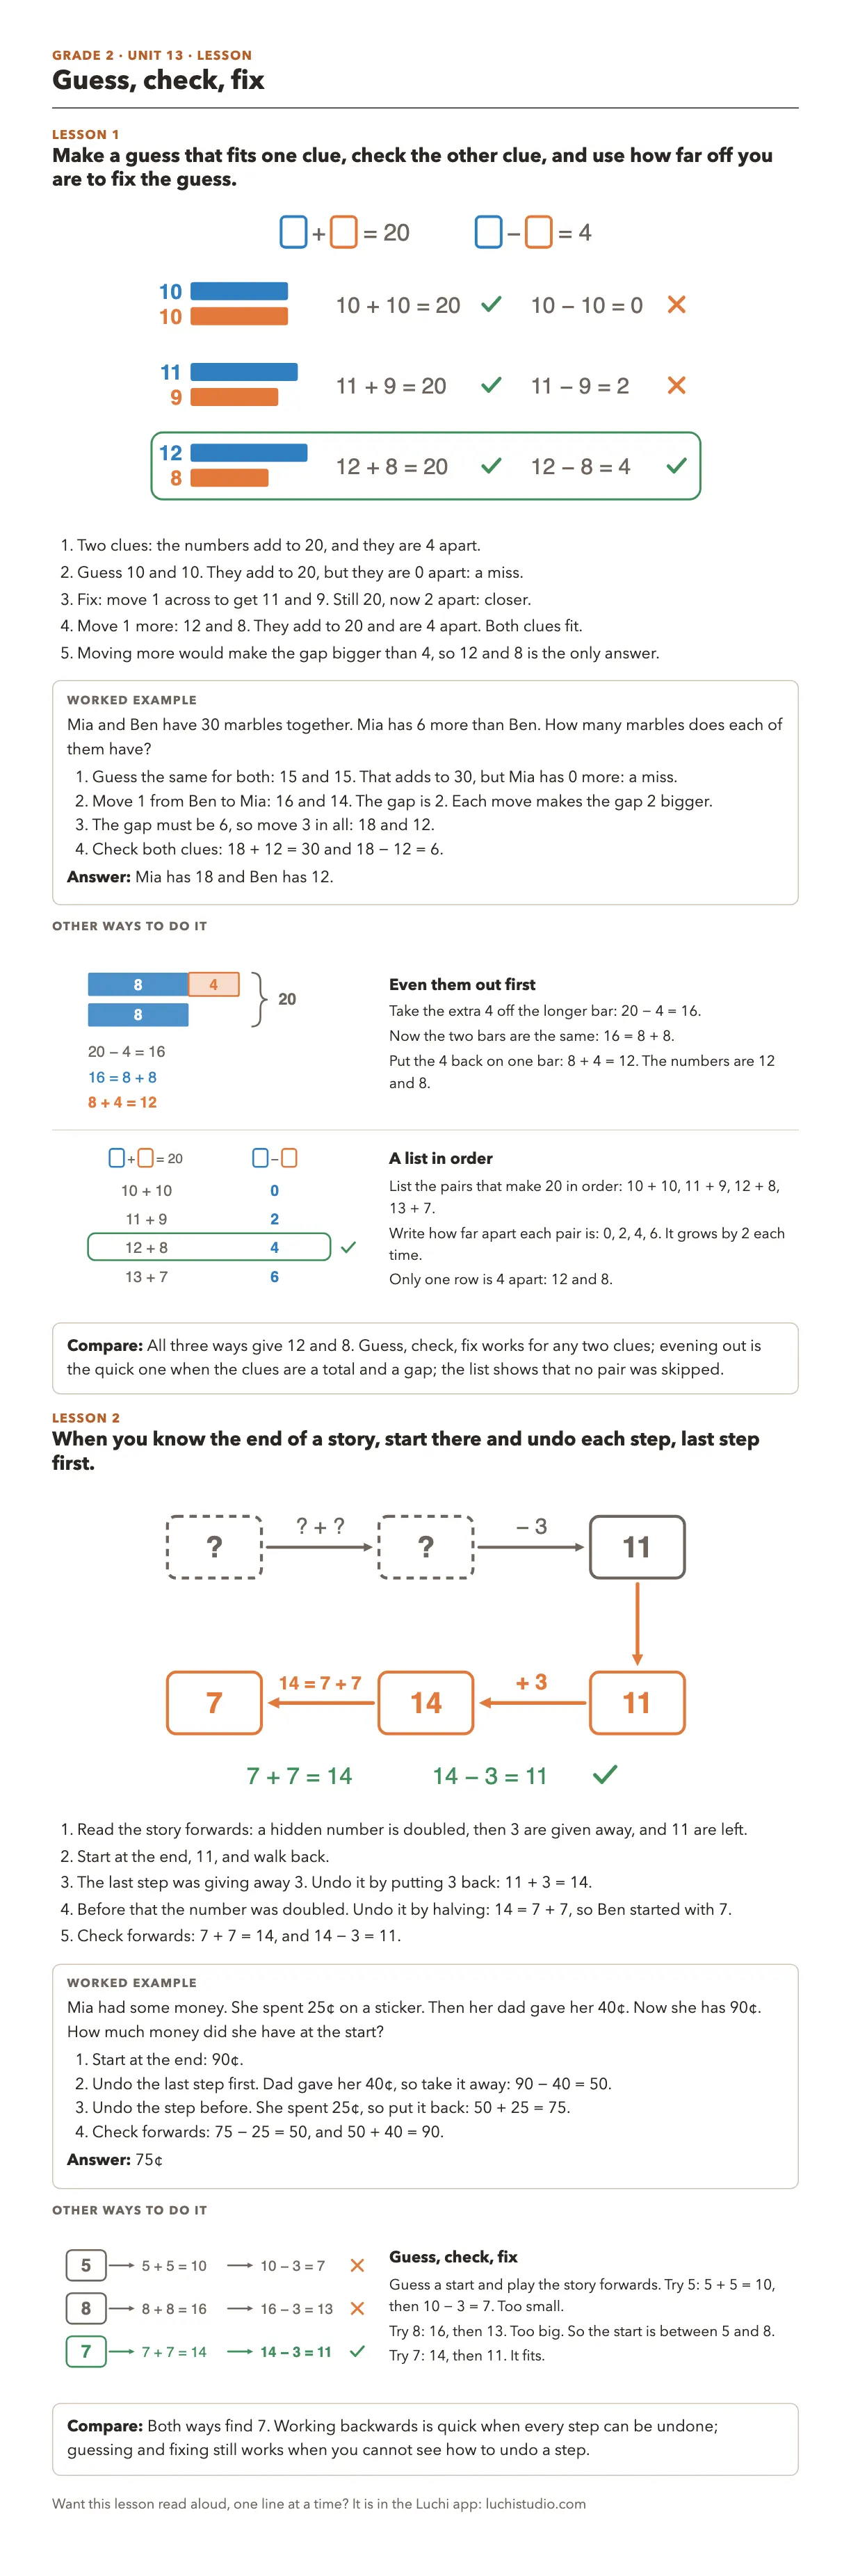 GRADE 2 · UNIT 13 · LESSON
Guess, check, fix
LESSON 1
Make a guess that fits one clue, check the other clue, and use how far off you
are to fix the guess.
+ = 20 − = 4
10
10
10 + 10 = 20 ✓ 10 − 10 = 0 ✕
11
9
11 + 9 = 20 ✓ 11 − 9 = 2 ✕
12
8
12 + 8 = 20 ✓ 12 − 8 = 4 ✓
1. Two clues: the numbers add to 20, and they are 4 apart.
2. Guess 10 and 10. They add to 20, but they are 0 apart: a miss.
3. Fix: move 1 across to get 11 and 9. Still 20, now 2 apart: closer.
4. Move 1 more: 12 and 8. They add to 20 and are 4 apart. Both clues fit.
5. Moving more would make the gap bigger than 4, so 12 and 8 is the only answer.
WORKED EXAMPLE
Mia and Ben have 30 marbles together. Mia has 6 more than Ben. How many marbles does each of
them have?
1. Guess the same for both: 15 and 15. That adds to 30, but Mia has 0 more: a miss.
2. Move 1 from Ben to Mia: 16 and 14. The gap is 2. Each move makes the gap 2 bigger.
3. The gap must be 6, so move 3 in all: 18 and 12.
4. Check both clues: 18 + 12 = 30 and 18 − 12 = 6.
Answer: Mia has 18 and Ben has 12.
OTHER WAYS TO DO IT
8 4
8
20
20 − 4 = 16
16 = 8 + 8
8 + 4 = 12
Even them out first
Take the extra 4 off the longer bar: 20 − 4 = 16.
Now the two bars are the same: 16 = 8 + 8.
Put the 4 back on one bar: 8 + 4 = 12. The numbers are 12
and 8.
+ = 20 −
10 + 10 0
11 + 9 2
12 + 8 4 ✓
13 + 7 6
A list in order
List the pairs that make 20 in order: 10 + 10, 11 + 9, 12 + 8,
13 + 7.
Write how far apart each pair is: 0, 2, 4, 6. It grows by 2 each
time.
Only one row is 4 apart: 12 and 8.
Compare: All three ways give 12 and 8. Guess, check, fix works for any two clues; evening out is
the quick one when the clues are a total and a gap; the list shows that no pair was skipped.
LESSON 2
When you know the end of a story, start there and undo each step, last step
first.
? ? + ? ? − 3 11
7 14 = 7 + 7 14 + 3 11
7 + 7 = 14 14 − 3 = 11 ✓
1. Read the story forwards: a hidden number is doubled, then 3 are given away, and 11 are left.
2. Start at the end, 11, and walk back.
3. The last step was giving away 3. Undo it by putting 3 back: 11 + 3 = 14.
4. Before that the number was doubled. Undo it by halving: 14 = 7 + 7, so Ben started with 7.
5. Check forwards: 7 + 7 = 14, and 14 − 3 = 11.
WORKED EXAMPLE
Mia had some money. She spent 25¢ on a sticker. Then her dad gave her 40¢. Now she has 90¢.
How much money did she have at the start?
1. Start at the end: 90¢.
2. Undo the last step first. Dad gave her 40¢, so take it away: 90 − 40 = 50.
3. Undo the step before. She spent 25¢, so put it back: 50 + 25 = 75.
4. Check forwards: 75 − 25 = 50, and 50 + 40 = 90.
Answer: 75¢
OTHER WAYS TO DO IT
5 5 + 5 = 10 10 − 3 = 7 ✕
8 8 + 8 = 16 16 − 3 = 13 ✕
7 7 + 7 = 14 14 − 3 = 11 ✓
Guess, check, fix
Guess a start and play the story forwards. Try 5: 5 + 5 = 10,
then 10 − 3 = 7. Too small.
Try 8: 16, then 13. Too big. So the start is between 5 and 8.
Try 7: 14, then 11. It fits.
Compare: Both ways find 7. Working backwards is quick when every step can be undone;
guessing and fixing still works when you cannot see how to undo a step.
Want this lesson read aloud, one line at a time? It is in the Luchi app: luchistudio.com